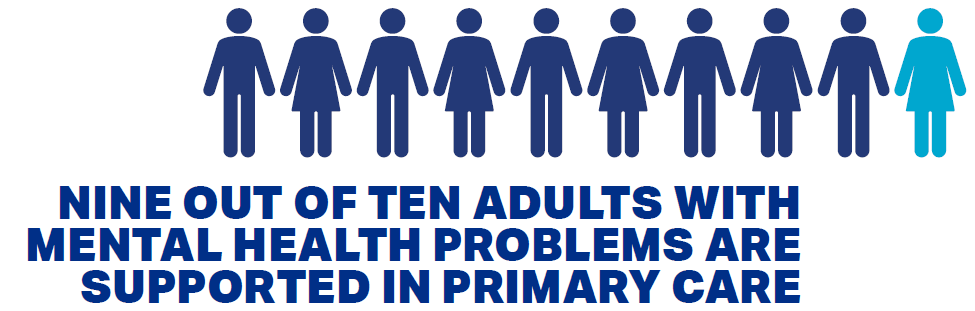 NINE OUT OF TEN ADULTS WITH
MENTAL HEALTH PROBLEMS ARE
SUPPORTED IN PRIMARY CARE